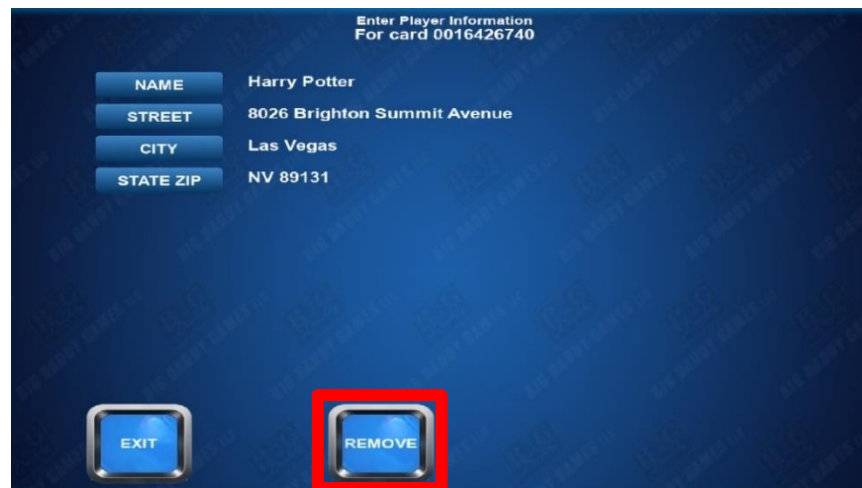 Enter Player Information
For card 0016426740
NAME Harry Potter
STREET 8026 Brighton Summit Avenue
CITY Las Vegas
STATE ZIP NV 89131
EXIT REMOVE